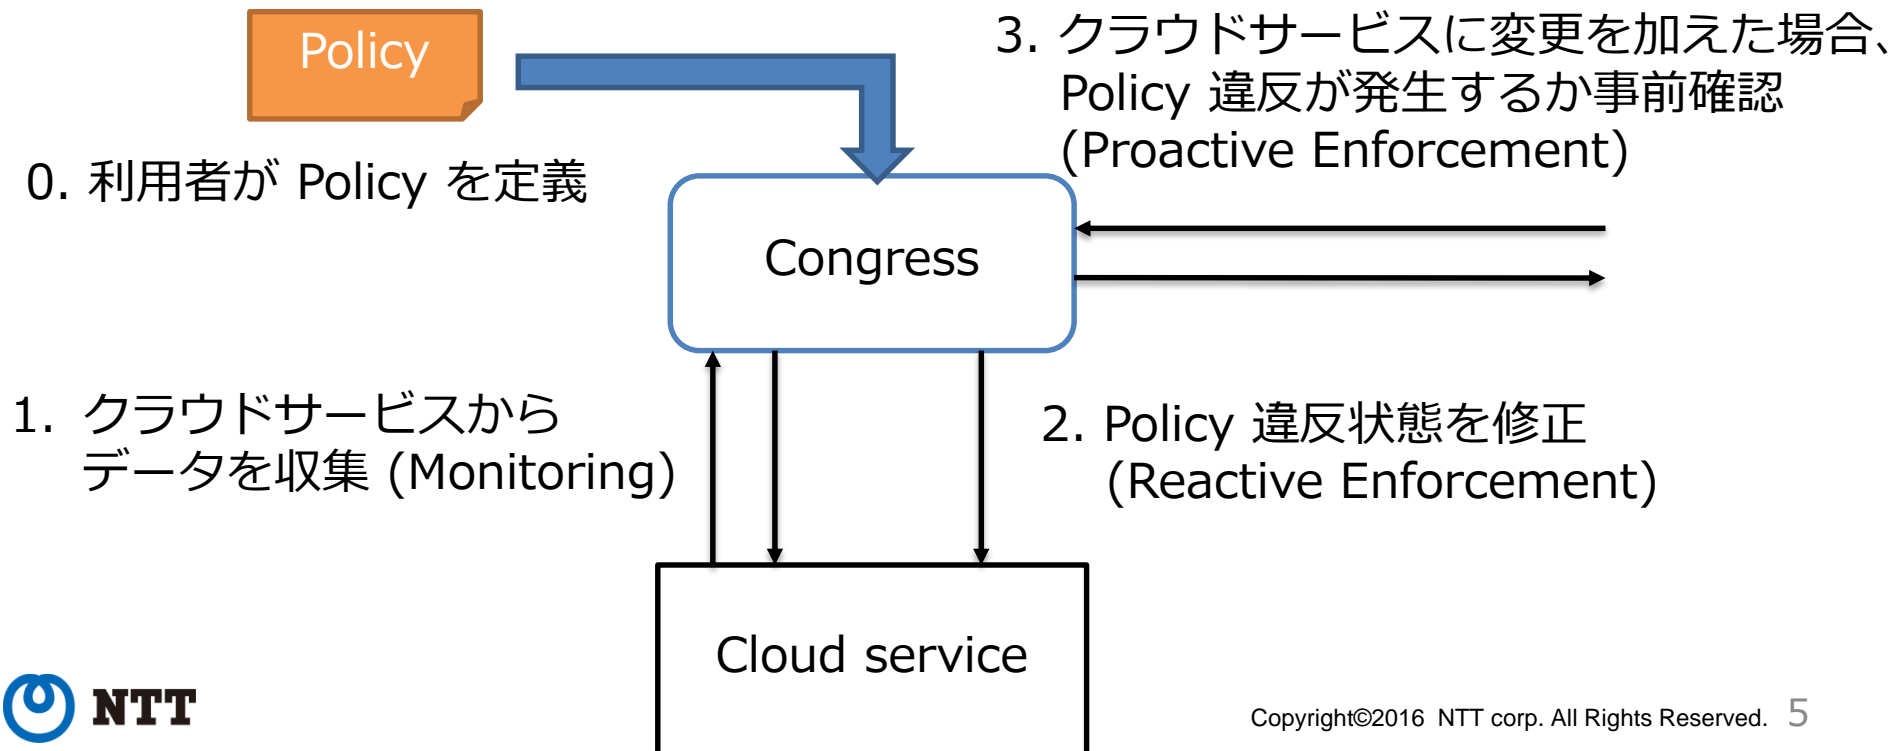 Policy
0. 利用者が Policy を定義
3. クラウドサービスに変更を加えた場合、
Policy 違反が発生するか事前確認
(Proactive Enforcement)
Congress
1. クラウドサービスから
データを収集 (Monitoring)
2. Policy 違反状態を修正
(Reactive Enforcement)
Cloud service
NTT
Copyright©2016 NTT corp. All Rights Reserved. 5